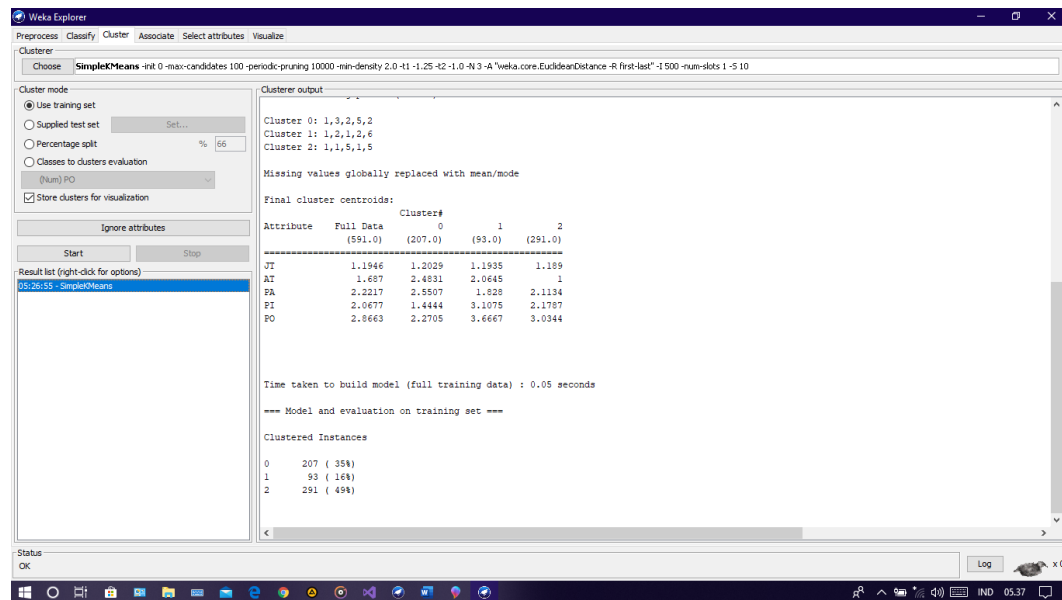 Weka Explorer
Preprocess Classify Cluster Associate Select attributes Visualize
Clusterer
Choose SimpleKMeans -init 0 -max-candidates 100 -periodic-pruning 10000 -min-density 2.0 -t1 -1.25 -t2 -1.0 -N 3 -A "weka.core.EuclideanDistance -R first-last" -I 500 -num-slots 1 -S 10
Cluster mode
Use training set
Supplied test set Set...
Percentage split % 66
Classes to clusters evaluation
(Num) PO
Store clusters for visualization
Ignore attributes
Start Stop
Result list (right-click for options)
05:26:55 - SimpleKMeans
Clusterer output
Cluster 0: 1,3,2,5,2
Cluster 1: 1,2,1,2,6
Cluster 2: 1,1,5,1,5
Missing values globally replaced with mean/mode
Final cluster centroids:
Cluster#
Attribute Full Data 0 1 2
(591.0) (207.0) (93.0) (291.0)
==========================================================
JT 1.1946 1.2029 1.1935 1.189
AT 1.687 2.4831 2.0645 1
PA 2.2217 2.5507 1.828 2.1134
PI 2.0677 1.4444 3.1075 2.1787
PO 2.8663 2.2705 3.6667 3.0344
Time taken to build model (full training data) : 0.05 seconds
=== Model and evaluation on training set ===
Clustered Instances
0 207 ( 35%)
1 93 ( 16%)
2 291 ( 49%)
Status
OK
Log x 0
IND 05.37